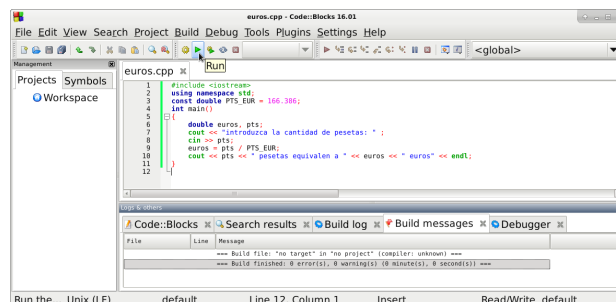 euros.cpp - Code::Blocks 16.01
File Edit View Search Project Build Debug Tools Plugins Settings Help
<global>
Run
Management
Projects Symbols
Workspace
euros.cpp
1 #include <iostream>
2 using namespace std;
3 const double PTS_EUR = 166.386;
4 int main()
5 {
6 double euros, pts;
7 cout << "introduzca la cantidad de pesetas: " ;
8 cin >> pts;
9 euros = pts / PTS_EUR;
10 cout << pts << " pesetas equivalen a " << euros << " euros" << endl;
11 }
12
Logs & others
Code::Blocks Search results Build log Build messages Debugger
File Line Message
=== Build file: "no target" in "no project" (compiler: unknown) ===
=== Build finished: 0 error(s), 0 warning(s) (0 minute(s), 0 second(s)) ===
Run the... Unix (LF) default Line 12, Column 1 Insert Read/Write default